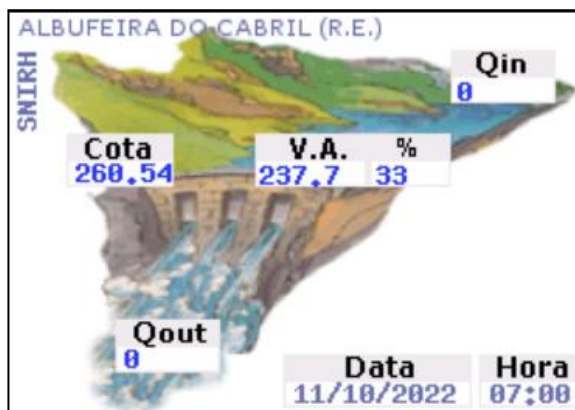 ALBUFEIRA DO CABRIL (R.E.)
SNIRH
Qin
0
Cota
260.54
V.A. %
237.7 33
Qout
0
Data Hora
11/10/2022 07:00